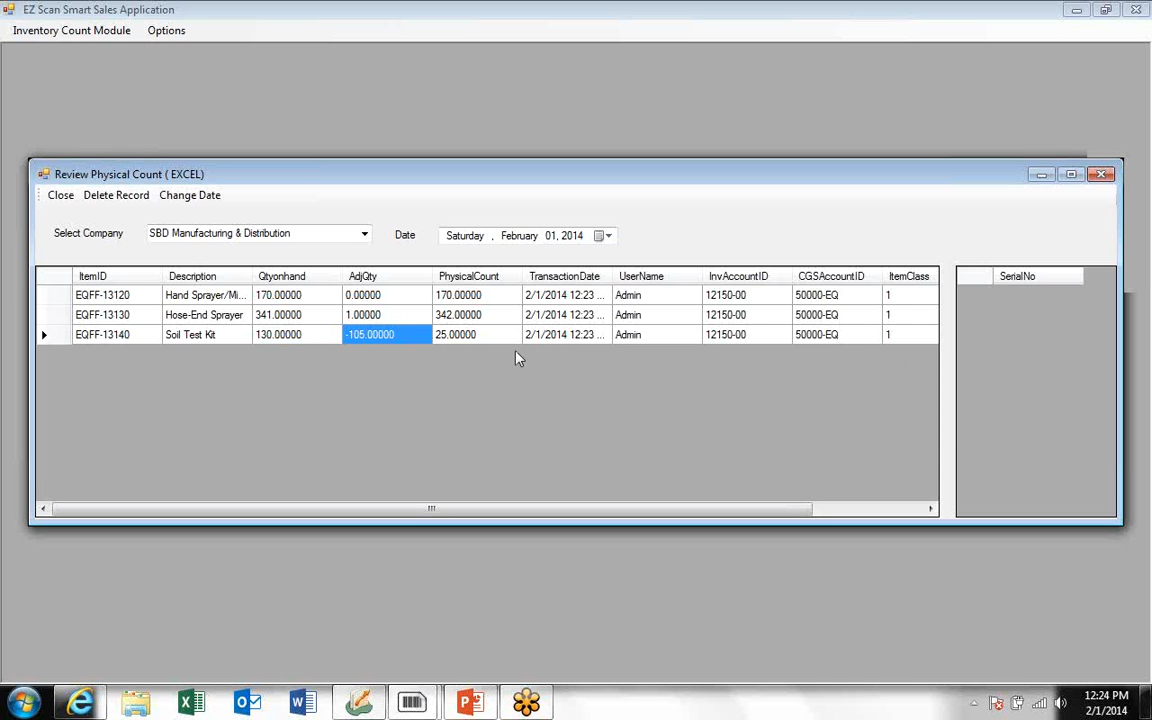 EZ Scan Smart Sales Application
Inventory Count Module Options
Review Physical Count ( EXCEL)
Close Delete Record Change Date
Select Company SBD Manufacturing & Distribution Date Saturday , February 01, 2014
ItemID Description Qtyonhand AdjQty PhysicalCount TransactionDate UserName InvAccountID CGSAccountID ItemClass SerialNo
EQFF-13120 Hand Sprayer/Mi... 170.00000 0.00000 170.00000 2/1/2014 12:23 ... Admin 12150-00 50000-EQ 1
EQFF-13130 Hose-End Sprayer 341.00000 1.00000 342.00000 2/1/2014 12:23 ... Admin 12150-00 50000-EQ 1
EQFF-13140 Soil Test Kit 130.00000 -105.00000 25.00000 2/1/2014 12:23 ... Admin 12150-00 50000-EQ 1
12:24 PM
2/1/2014